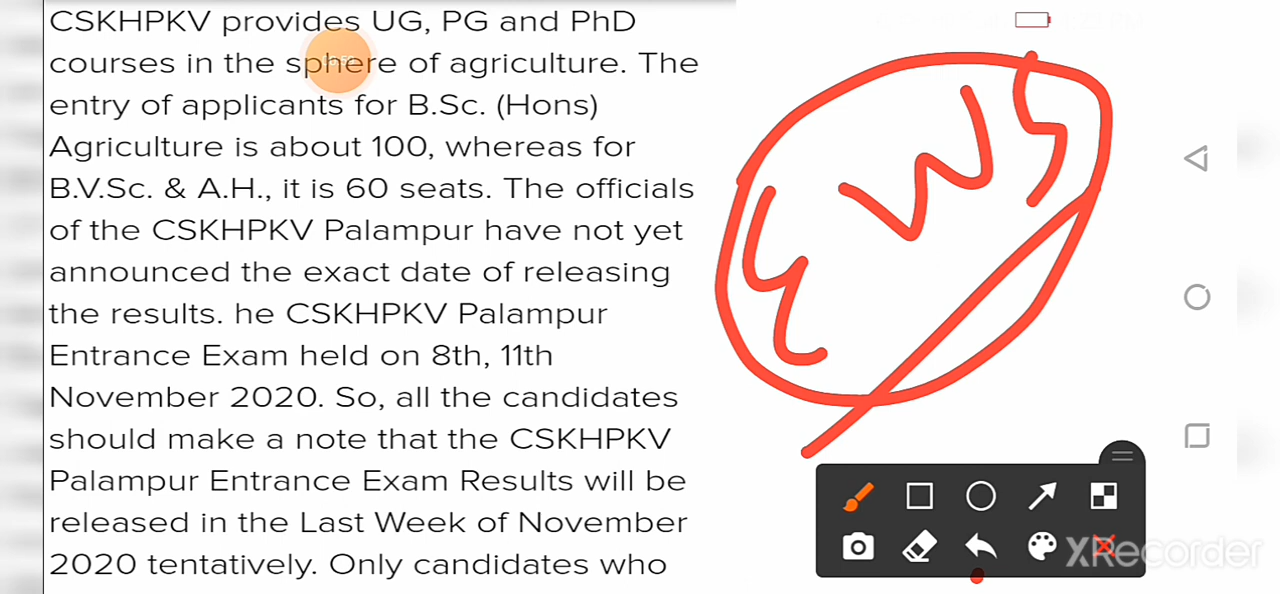 CSKHPKV provides UG, PG and PhD
courses in the sphere of agriculture. The
entry of applicants for B.Sc. (Hons)
Agriculture is about 100, whereas for
B.V.Sc. & A.H., it is 60 seats. The officials
of the CSKHPKV Palampur have not yet
announced the exact date of releasing
the results. he CSKHPKV Palampur
Entrance Exam held on 8th, 11th
November 2020. So, all the candidates
should make a note that the CSKHPKV
Palampur Entrance Exam Results will be
released in the Last Week of November
2020 tentatively. Only candidates who
EWS
XRecorder